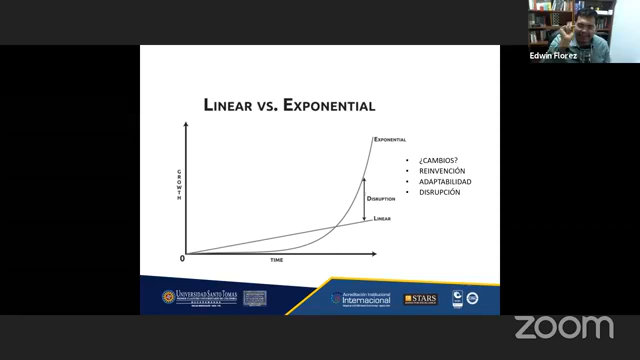 Edwin Florez
LINEAR VS. EXPONENTIAL
GROWTH
EXPONENTIAL
DISRUPTION
LINEAR
0
TIME
• ¿CAMBIOS?
• REINVENCIÓN
• ADAPTABILIDAD
• DISRUPCIÓN
UNIVERSIDAD SANTO TOMÁS
Acreditación Institucional
Internacional
STARS
zoom